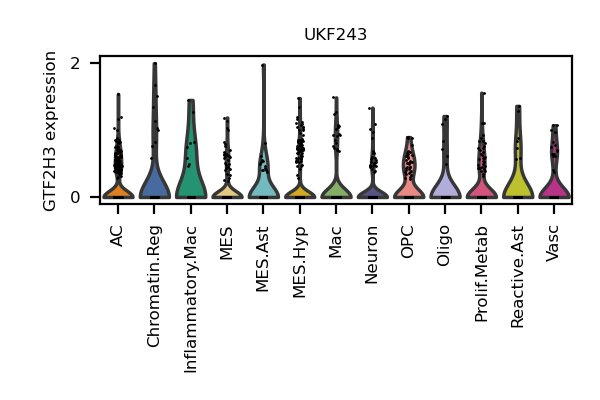 UKF243
GTF2H3 expression
2
0
AC
Chromatin.Reg
Inflammatory.Mac
MES
MES.Ast
MES.Hyp
Mac
Neuron
OPC
Oligo
Prolif.Metab
Reactive.Ast
Vasc